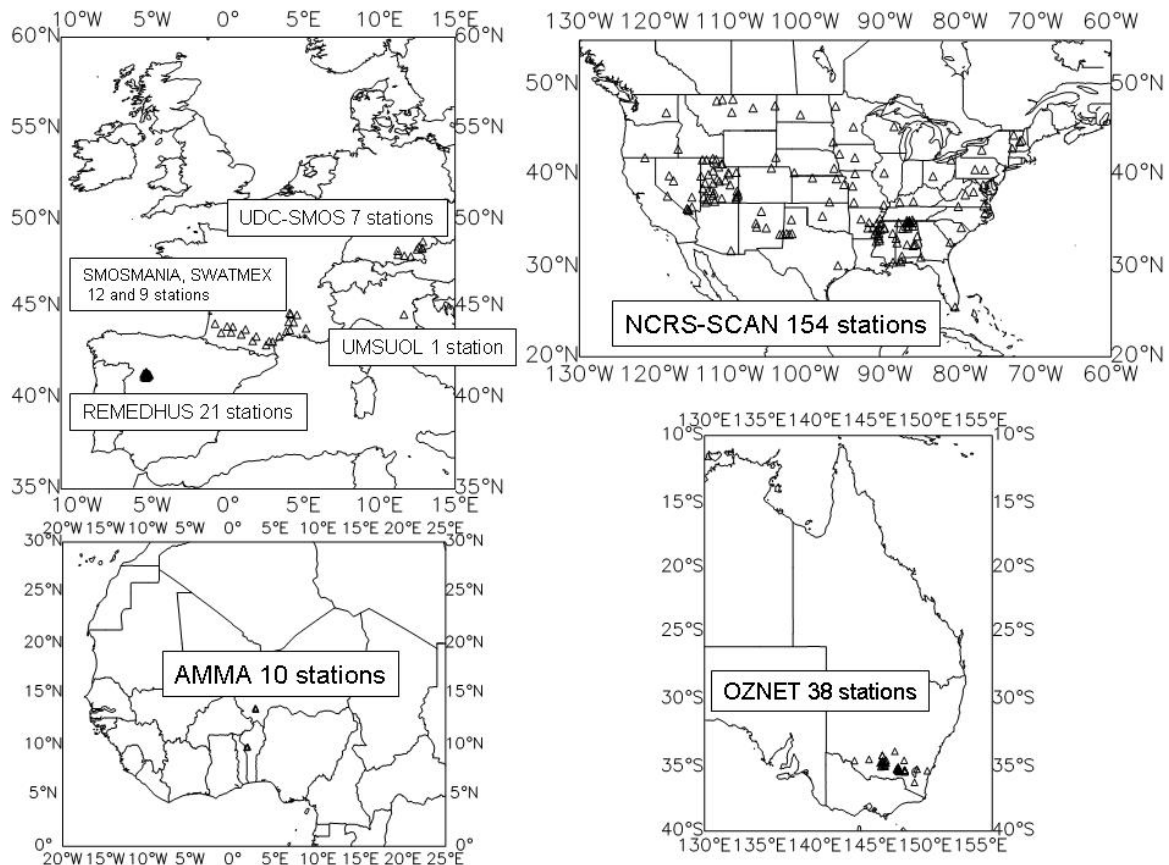 10°W 5°W 0° 5°E 10°E 15°E
60°N 60°N
55°N 55°N
50°N 50°N
UDC-SMOS 7 stations
SMOSMANIA, SWATMEX
12 and 9 stations
45°N 45°N
UMSUOL 1 station
40°N 40°N
REMEDHUS 21 stations
35°N 35°N
10°W 5°W 0° 5°E 10°E 15°E
130°W 120°W 110°W 100°W 90°W 80°W 70°W 60°W
50°N 50°N
40°N 40°N
30°N 30°N
NCRS-SCAN 154 stations
20°N 20°N
130°W 120°W 110°W 100°W 90°W 80°W 70°W 60°W
20°W 15°W 10°W 5°W 0° 5°E 10°E 15°E 20°E 25°E
30°N 30°N
25°N 25°N
20°N 20°N
AMMA 10 stations
15°N 15°N
10°N 10°N
5°N 5°N
0° 0°
20°W 15°W 10°W 5°W 0° 5°E 10°E 15°E 20°E 25°E
130°E 135°E 140°E 145°E 150°E 155°E
10°S 10°S
15°S 15°S
20°S 20°S
25°S 25°S
30°S 30°S
OZNET 38 stations
35°S 35°S
40°S 40°S
130°E 135°E 140°E 145°E 150°E 155°E